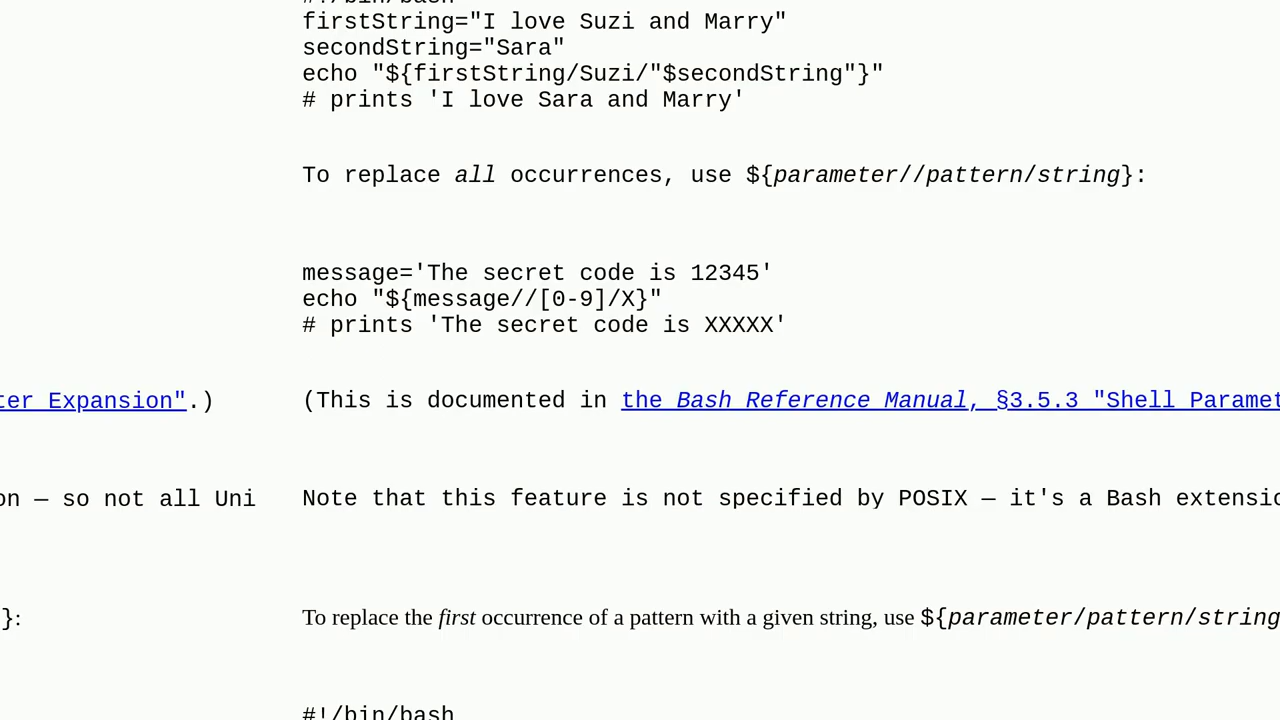 #!/bin/bash
firstString="I love Suzi and Marry"
secondString="Sara"
echo "${firstString/Suzi/"$secondString"}"
# prints 'I love Sara and Marry'
To replace all occurrences, use ${parameter//pattern/string}:
message='The secret code is 12345'
echo "${message//[0-9]/X}"
# prints 'The secret code is XXXXX'
ter Expansion".) (This is documented in the Bash Reference Manual, §3.5.3 "Shell Paramet
on — so not all Uni Note that this feature is not specified by POSIX — it's a Bash extensio
}: To replace the first occurrence of a pattern with a given string, use ${parameter/pattern/string
#!/bin/bash